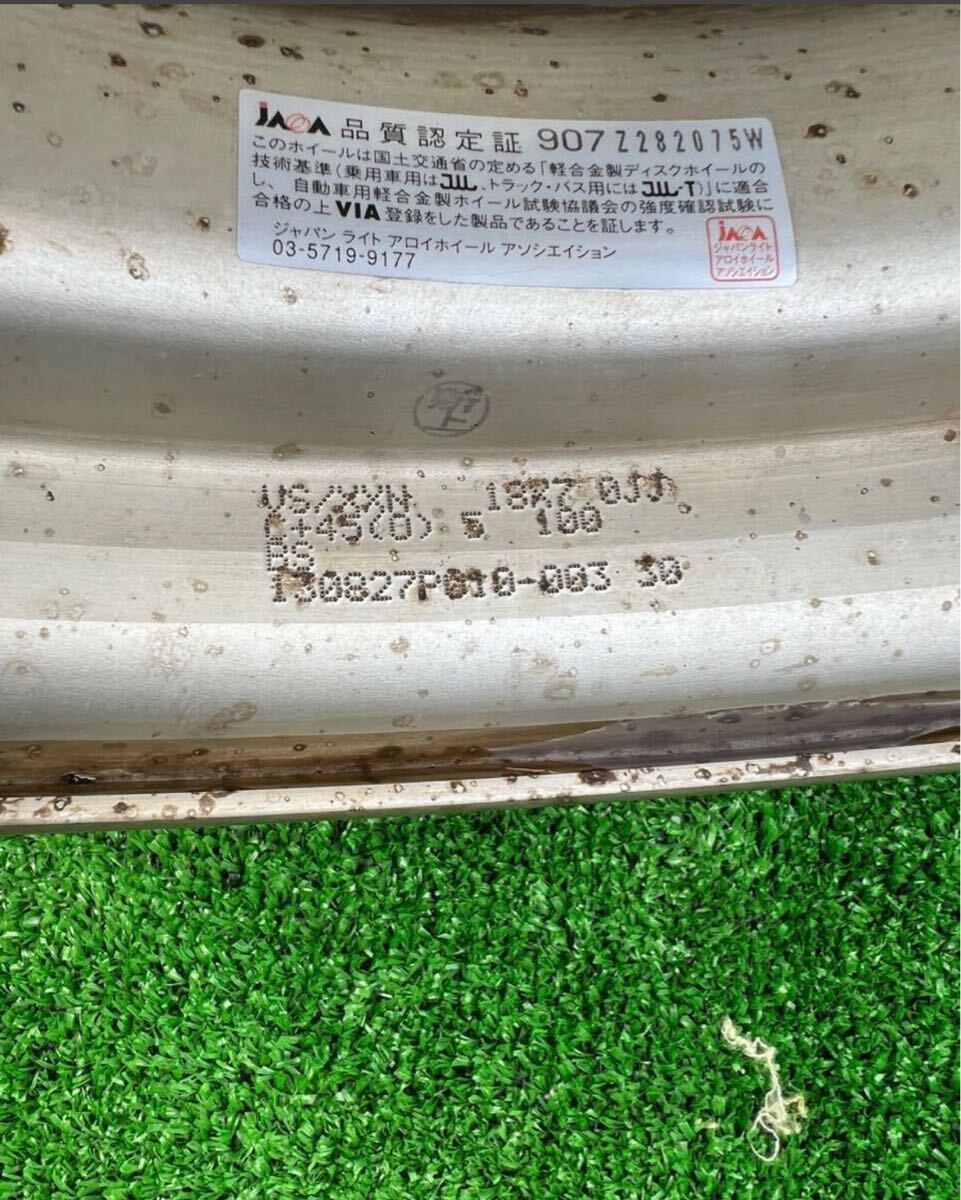 JAWA 品質認定証 907 Z282075W
このホイールは国土交通省の定める「軽合金製ディスクホイールの
技術基準(乗用車用はJWL、トラック・バス用にはJWL-T)」に適合
し、自動車用軽合金製ホイール試験協議会の強度確認試験に
合格の上VIA登録をした製品であることを証します。
ジャパン ライト アロイホイール アソシエイション
03-5719-9177
JAWA
ジャパンライト
アロイホイール
アソシエイション
18X7.0JJ
+45(0) 5 100
BS
130827P010-003 30